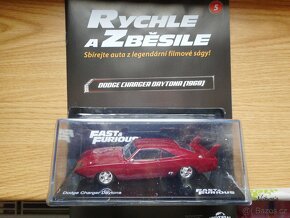 5
RYCHLE
A ZBĚSILE
Sbírejte auta z legendární filmové ságy!
DODGE CHARGER DAYTONA (1969)
FAST &
FURIOUS
Dodge Charger Daytona
FAST &
FURIOUS